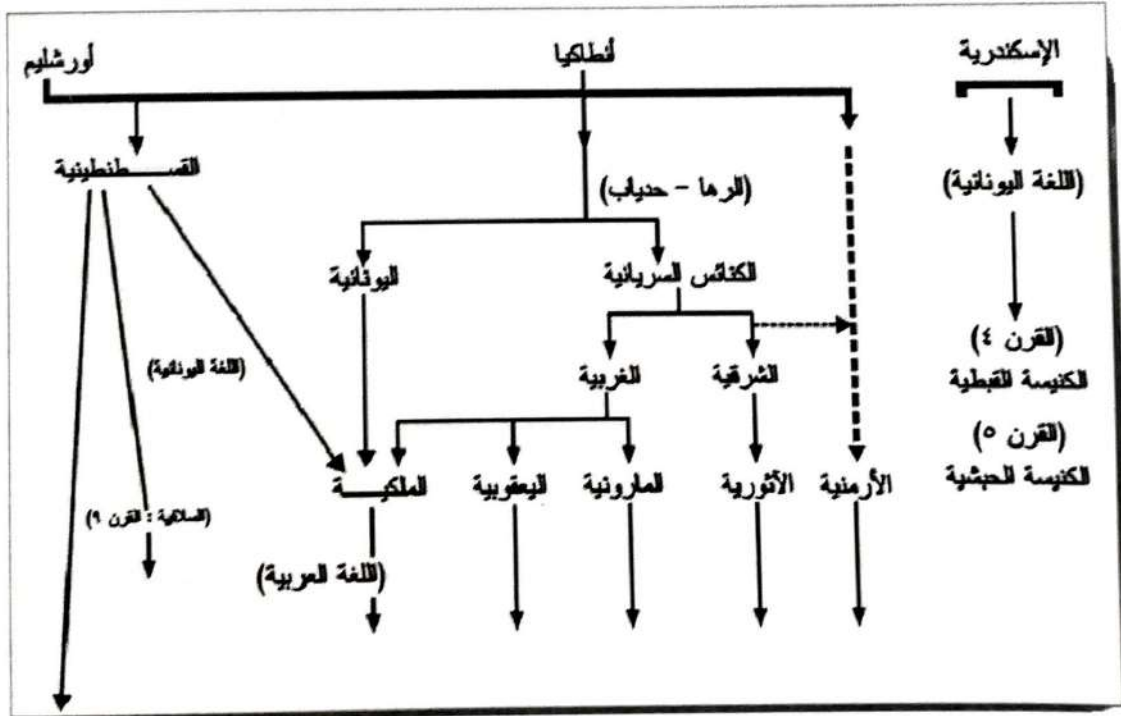 الإسكندرية
أنطاكيا
أورشليم
(اللغة اليونانية)
(الرها - حدياب)
القسطنطينية
الكنائس السريانية
اليونانية
(القرن ٤)
الكنيسة القبطية
الشرقية
الغربية
(اللغة اليونانية)
(القرن ٥)
الكنيسة الحبشية
الأرمنية
الآثورية
المارونية
اليعقوبية
الملكية
(السلافية : القرن ٩)
(اللغة العربية)